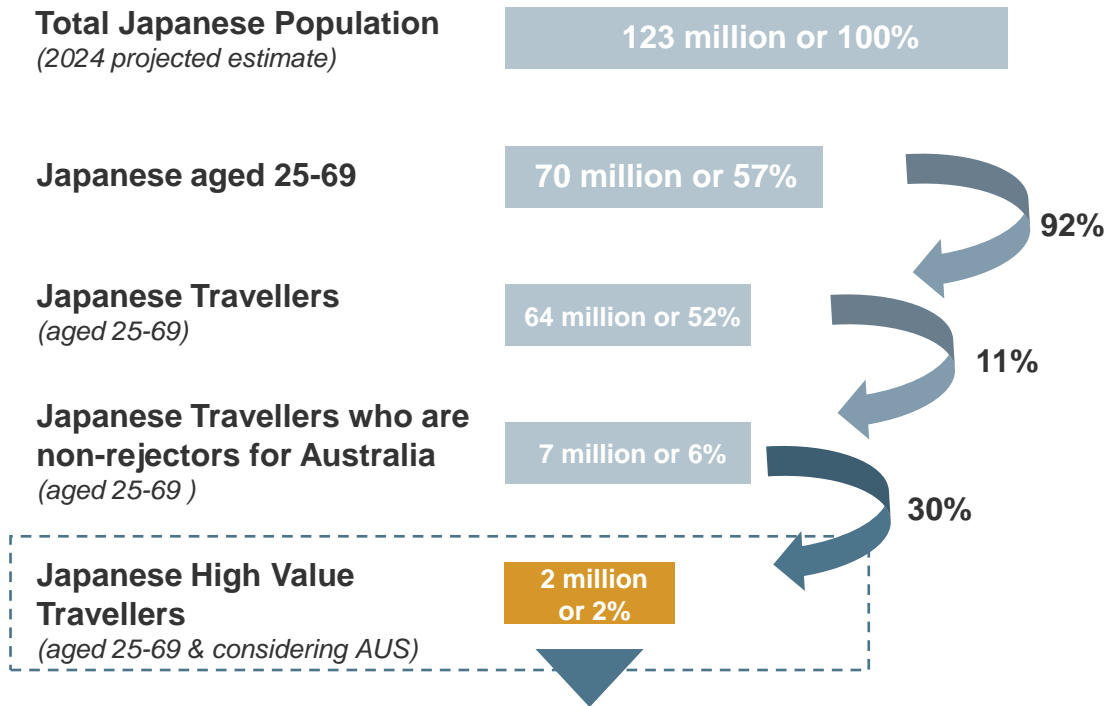 Total Japanese Population
(2024 projected estimate)
123 million or 100%
Japanese aged 25-69
70 million or 57%
92%
Japanese Travellers
(aged 25-69)
64 million or 52%
11%
Japanese Travellers who are
non-rejectors for Australia
(aged 25-69 )
7 million or 6%
30%
Japanese High Value
Travellers
(aged 25-69 & considering AUS)
2 million
or 2%